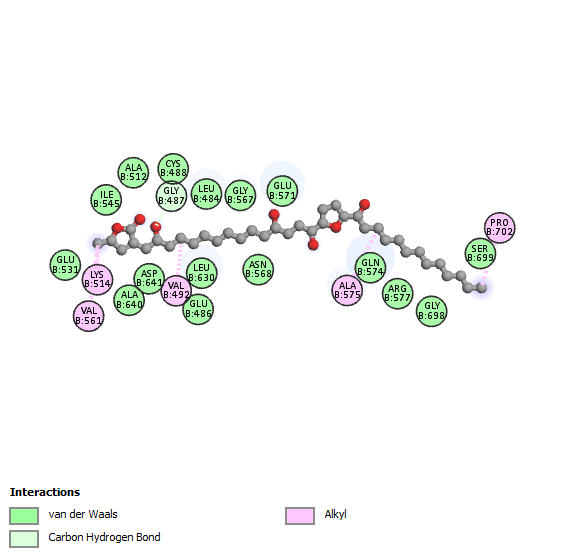 CYS
B:488
ALA
B:512
GLY
B:487
LEU
B:484
GLY
B:567
GLU
B:571
ILE
B:545
PRO
B:702
SER
B:699
GLU
B:531
LYS
B:514
ASP
B:641
LEU
B:630
ASN
B:568
GLN
B:574
VAL
B:492
ALA
B:575
ARG
B:577
ALA
B:640
GLU
B:486
GLY
B:698
VAL
B:561
Interactions
van der Waals
Alkyl
Carbon Hydrogen Bond